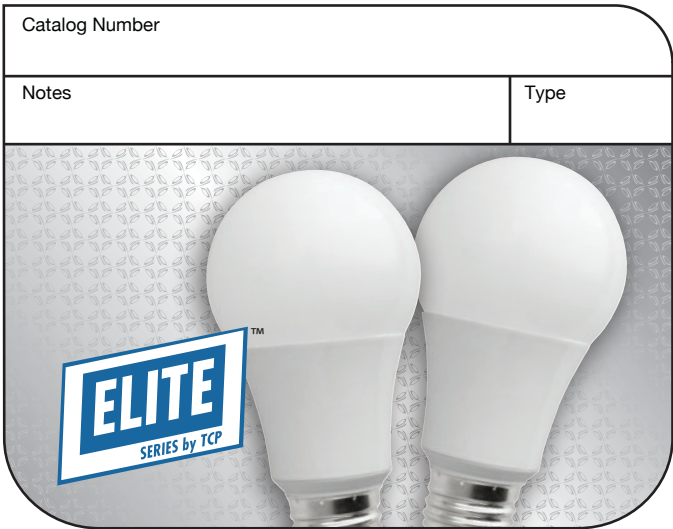 Catalog Number
Notes
Type
™
ELITE
SERIES by TCP